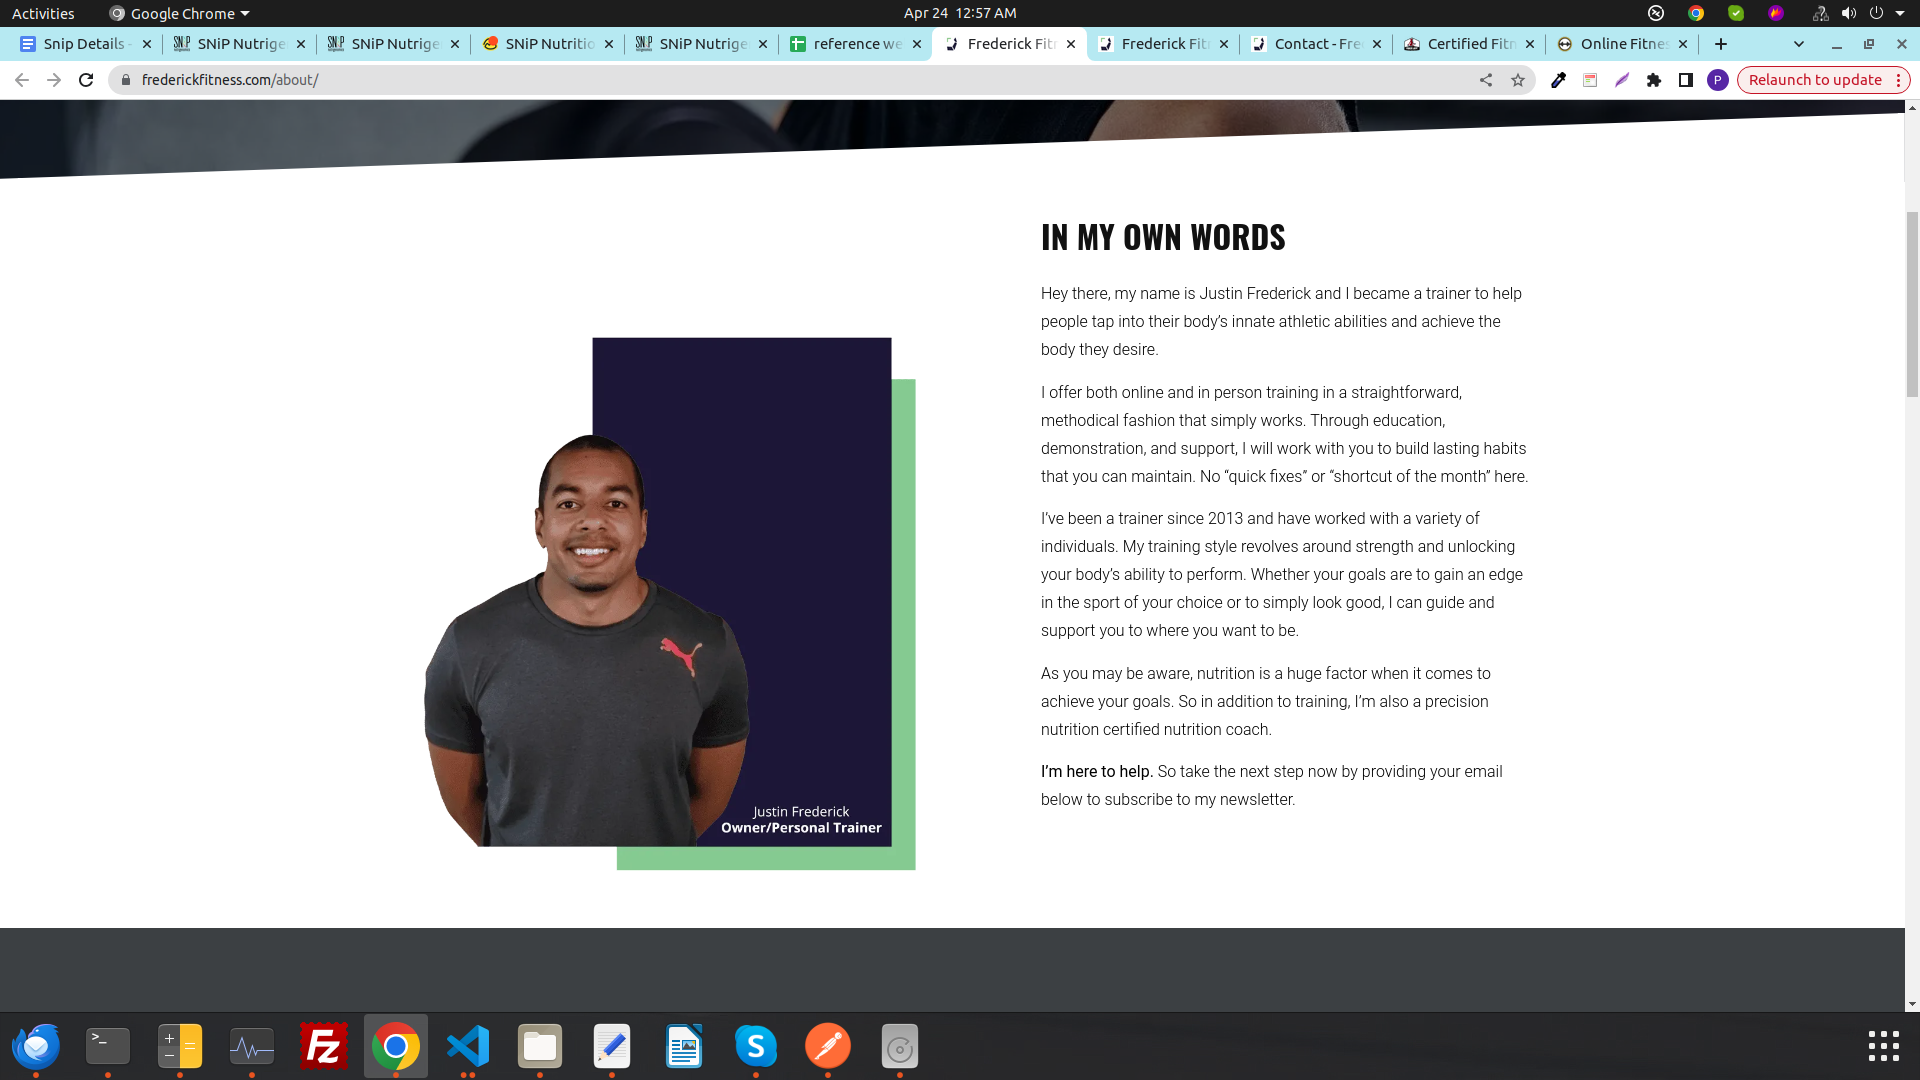 Activities
Google Chrome
Apr 24 12:57 AM
Snip Details -
SNiP Nutrige
SNiP Nutrige
SNiP Nutritio
SNiP Nutrige
reference we
Frederick Fitn
Frederick Fitn
Contact - Fre
Certified Fitn
Online Fitnes
frederickfitness.com/about/
P
Relaunch to update
IN MY OWN WORDS
Hey there, my name is Justin Frederick and I became a trainer to help
people tap into their body’s innate athletic abilities and achieve the
body they desire.
I offer both online and in person training in a straightforward,
methodical fashion that simply works. Through education,
demonstration, and support, I will work with you to build lasting habits
that you can maintain. No “quick fixes” or “shortcut of the month” here.
I’ve been a trainer since 2013 and have worked with a variety of
individuals. My training style revolves around strength and unlocking
your body’s ability to perform. Whether your goals are to gain an edge
in the sport of your choice or to simply look good, I can guide and
support you to where you want to be.
As you may be aware, nutrition is a huge factor when it comes to
achieve your goals. So in addition to training, I’m also a precision
nutrition certified nutrition coach.
I’m here to help. So take the next step now by providing your email
below to subscribe to my newsletter.
Justin Frederick
Owner/Personal Trainer